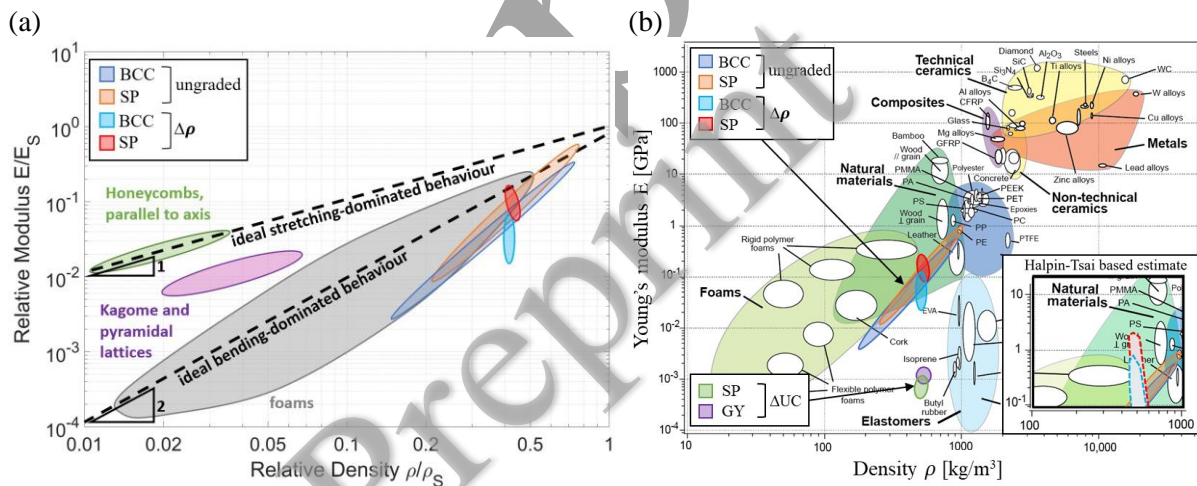 (a)
BCC
SP
ungraded
BCC
SP
Δρ
Honeycombs,
parallel to axis
ideal stretching-dominated behaviour
1
Kagome and
pyramidal
lattices
ideal bending-dominated behaviour
2
foams
10^1
10^0
10^-1
10^-2
10^-3
10^-4
Relative Modulus E/E_S
0.01
0.02
0.05
0.1
0.2
0.5
1
Relative Density ρ/ρ_S
(b)
BCC
SP
ungraded
BCC
SP
Δρ
Technical
ceramics
Diamond
SiC
Si₃N₄
B₄C
Al₂O₃
Steels
Ti alloys
Ni alloys
WC
W alloys
Cu alloys
Al alloys
Composites
CFRP
Glass
Mg alloys
GFRP
Metals
Lead alloys
Zinc alloys
Bamboo
Wood
// grain
Natural
materials
PMMA
PA
PS
Wood
⊥ grain
Leather
Polyester
Concrete
PEEK
PET
Epoxies
PC
PP
PE
PTFE
Non-technical
ceramics
Rigid polymer
foams
Foams
Cork
EVA
Isoprene
Flexible polymer
foams
Butyl
rubber
Elastomers
SP
GY
ΔUC
Halpin-Tsai based estimate
Natural
materials
PMMA
PA
PS
10
1
10^-1
100
1000
1000
100
10
1
10^-1
10^-2
10^-3
10^-4
Young's modulus E [GPa]
10
100
1000
10,000
Density ρ [kg/m³]
Preprint